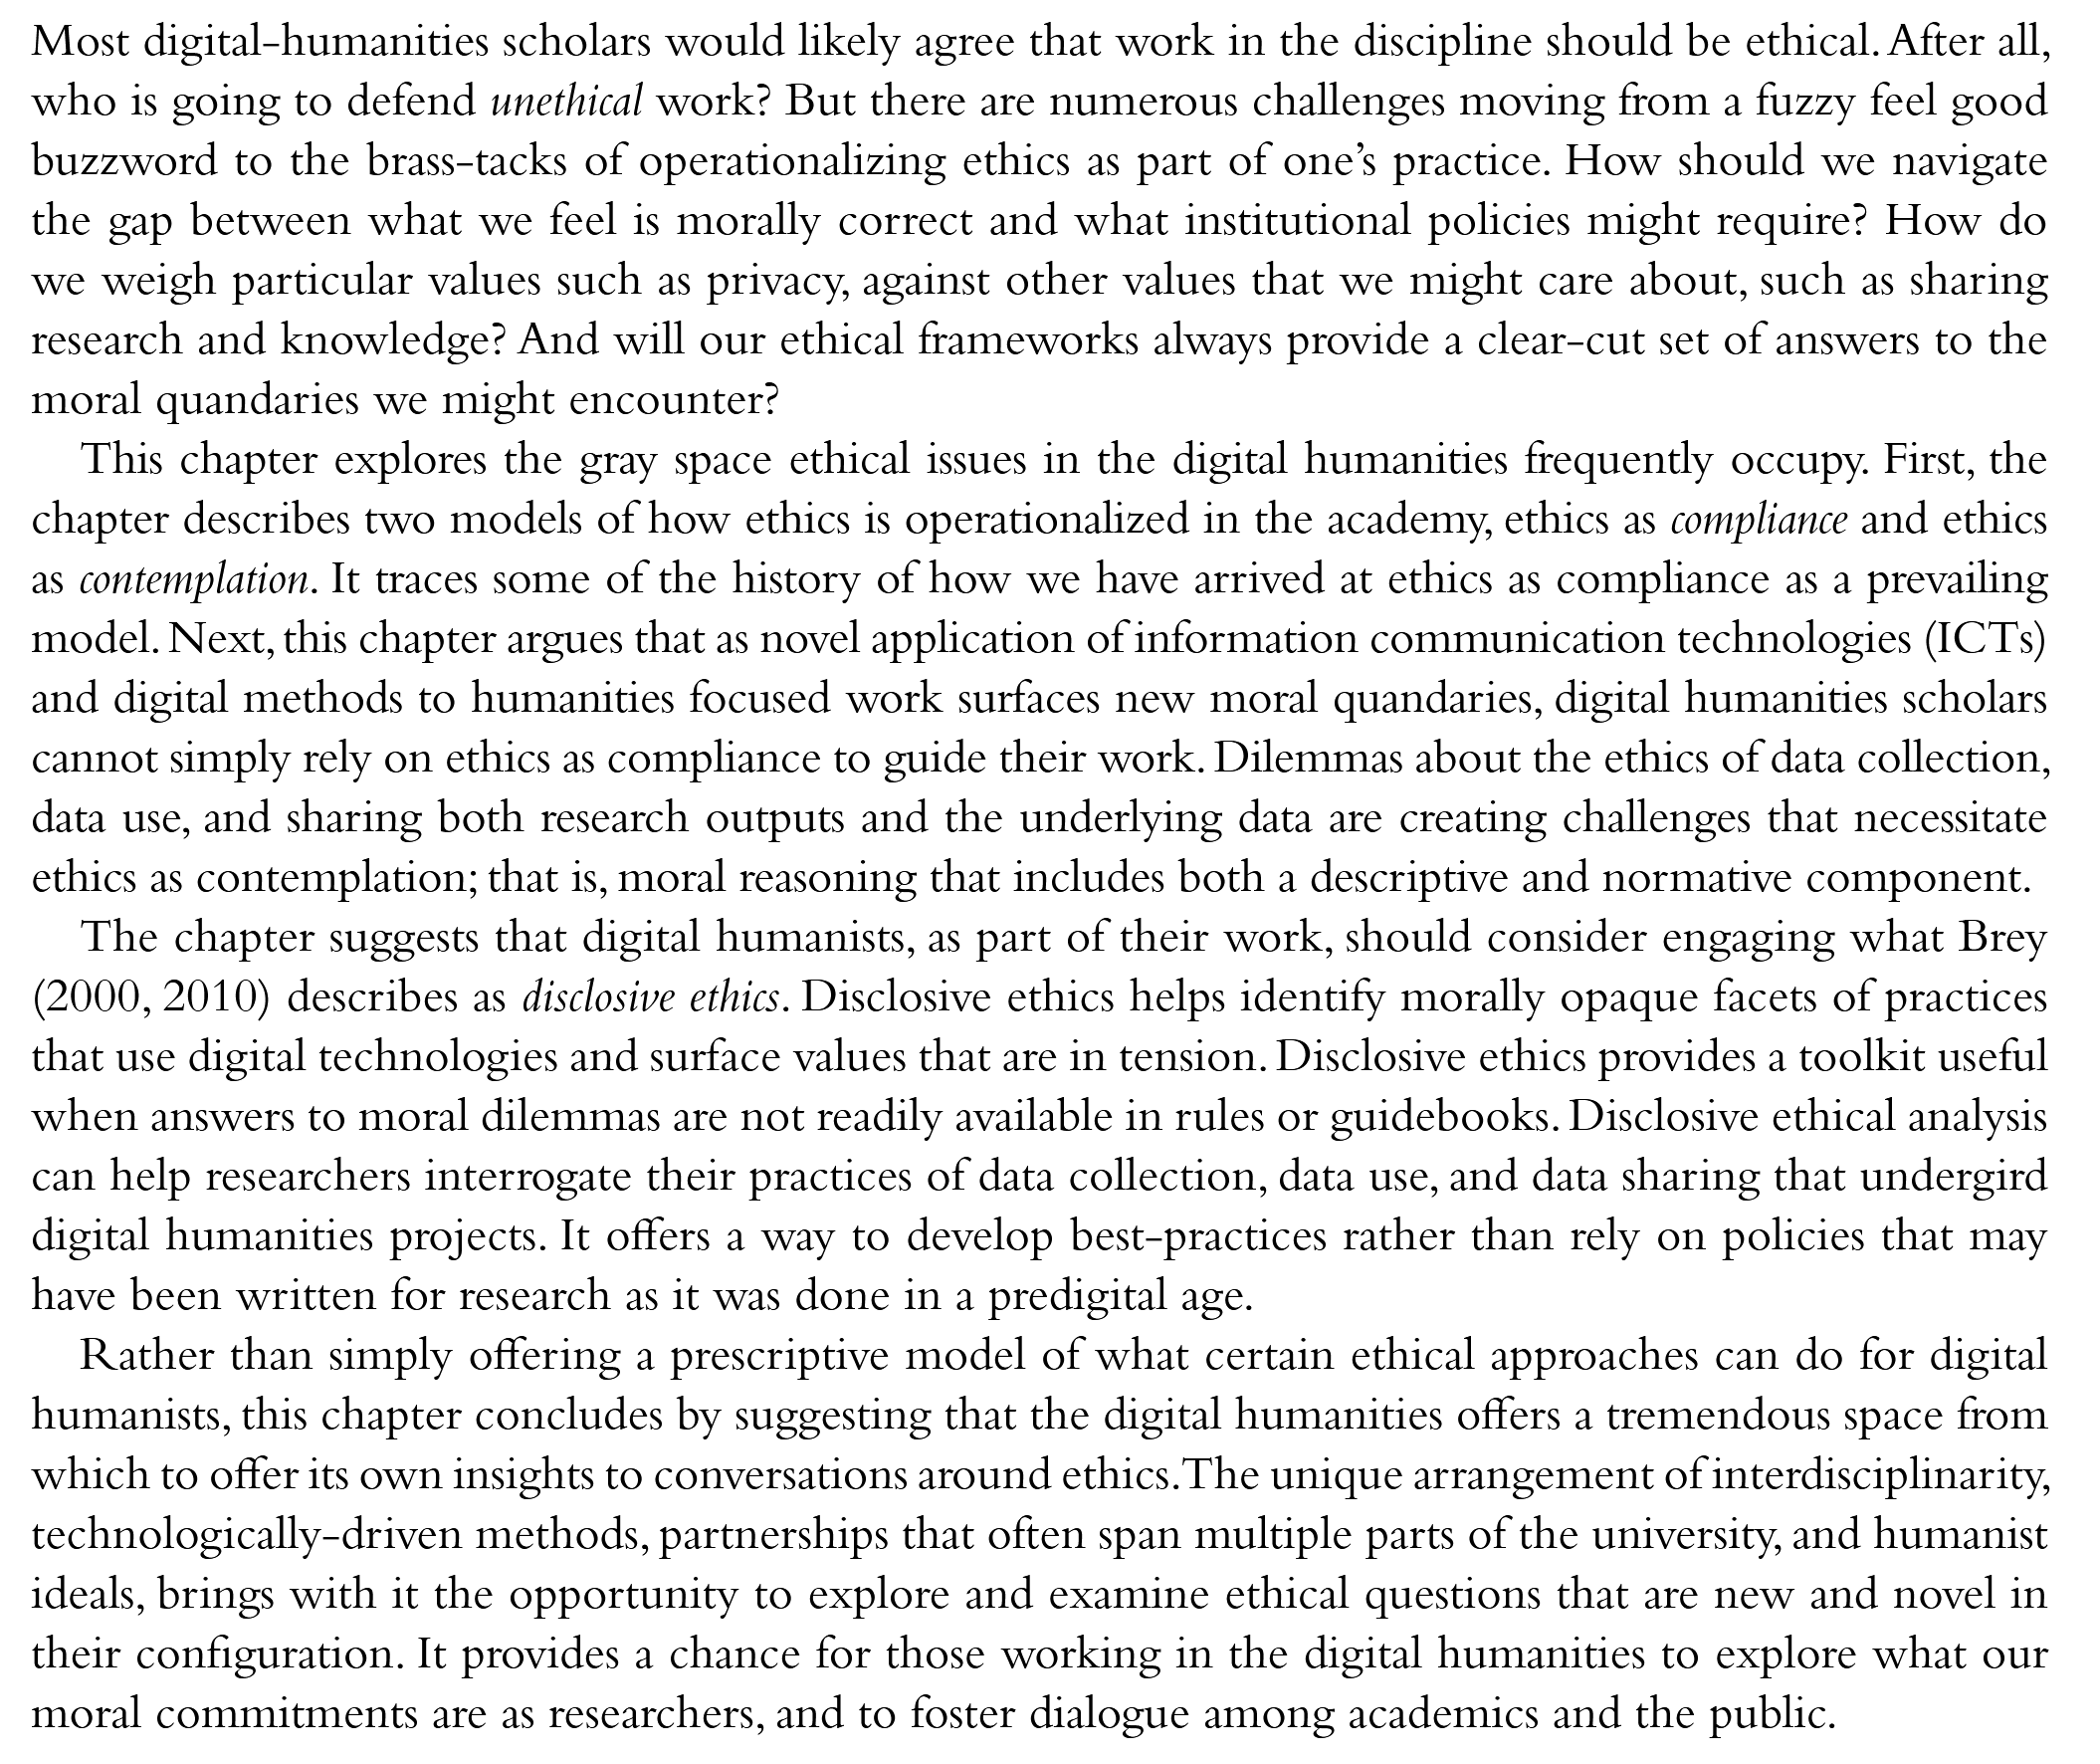 Most digital-humanities scholars would likely agree that work in the discipline should be ethical. After all,
who is going to defend unethical work? But there are numerous challenges moving from a fuzzy feel good
buzzword to the brass-tacks of operationalizing ethics as part of one’s practice. How should we navigate
the gap between what we feel is morally correct and what institutional policies might require? How do
we weigh particular values such as privacy, against other values that we might care about, such as sharing
research and knowledge? And will our ethical frameworks always provide a clear-cut set of answers to the
moral quandaries we might encounter?
This chapter explores the gray space ethical issues in the digital humanities frequently occupy. First, the
chapter describes two models of how ethics is operationalized in the academy, ethics as compliance and ethics
as contemplation. It traces some of the history of how we have arrived at ethics as compliance as a prevailing
model. Next, this chapter argues that as novel application of information communication technologies (ICTs)
and digital methods to humanities focused work surfaces new moral quandaries, digital humanities scholars
cannot simply rely on ethics as compliance to guide their work. Dilemmas about the ethics of data collection,
data use, and sharing both research outputs and the underlying data are creating challenges that necessitate
ethics as contemplation; that is, moral reasoning that includes both a descriptive and normative component.
The chapter suggests that digital humanists, as part of their work, should consider engaging what Brey
(2000, 2010) describes as disclosive ethics. Disclosive ethics helps identify morally opaque facets of practices
that use digital technologies and surface values that are in tension. Disclosive ethics provides a toolkit useful
when answers to moral dilemmas are not readily available in rules or guidebooks. Disclosive ethical analysis
can help researchers interrogate their practices of data collection, data use, and data sharing that undergird
digital humanities projects. It offers a way to develop best-practices rather than rely on policies that may
have been written for research as it was done in a predigital age.
Rather than simply offering a prescriptive model of what certain ethical approaches can do for digital
humanists, this chapter concludes by suggesting that the digital humanities offers a tremendous space from
which to offer its own insights to conversations around ethics. The unique arrangement of interdisciplinarity,
technologically-driven methods, partnerships that often span multiple parts of the university, and humanist
ideals, brings with it the opportunity to explore and examine ethical questions that are new and novel in
their configuration. It provides a chance for those working in the digital humanities to explore what our
moral commitments are as researchers, and to foster dialogue among academics and the public.